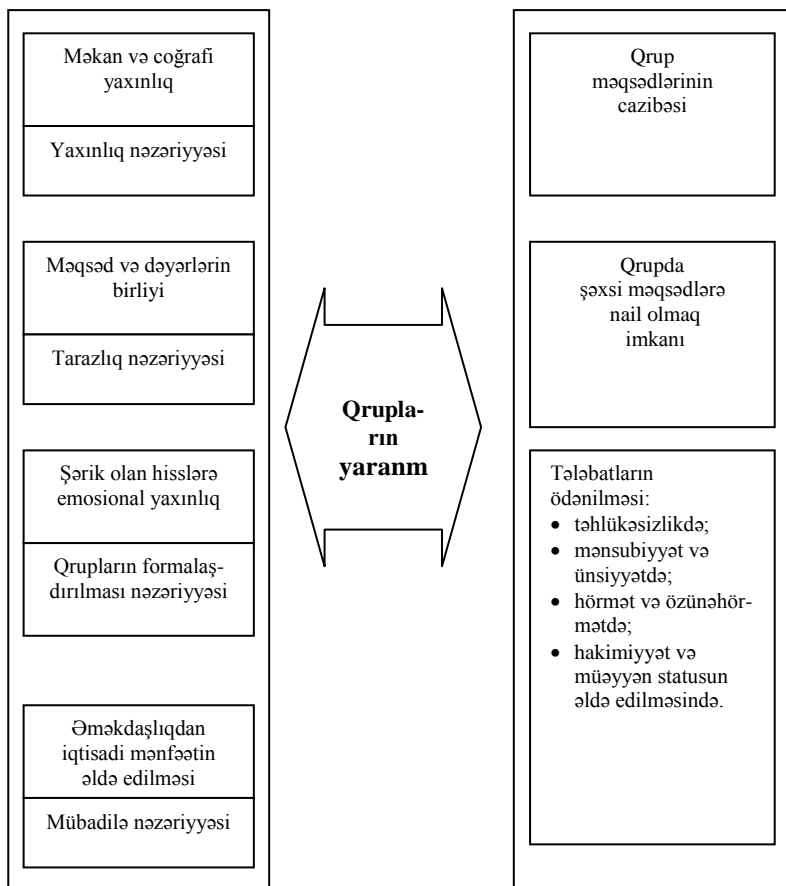 Məkan və coğrafi
yaxınlıq
Yaxınlıq nəzəriyyəsi
Məqsəd və dəyərlərin
birliyi
Tarazlıq nəzəriyyəsi
Şərik olan hisslərə
emosional yaxınlıq
Qrupların formalaş-
dırılması nəzəriyyəsi
Əməkdaşlıqdan
iqtisadi mənfəətin
əldə edilməsi
Mübadilə nəzəriyyəsi
Qrupla-
rın
yaranm
Qrup
məqsədlərinin
cazibəsi
Qrupda
şəxsi məqsədlərə
nail olmaq
imkanı
Tələbatların
ödənilməsi:
• təhlükəsizlikdə;
• mənsubiyyət və
ünsiyyətdə;
• hörmət və özünəhör-
mətdə;
• hakimiyyət və
müəyyən statusun
əldə edilməsində.